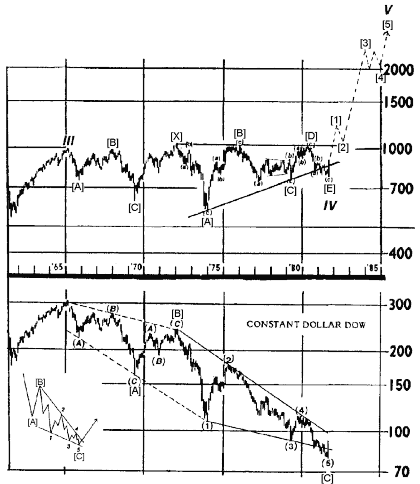 V
[5]
[3]
[4]
2000
1500
[1]
III
[B]
[X]
[B]
[D]
1000
[2]
[A]
[C]
[C]
[E]
700
IV
[A]
400
'65
'70
'75
'80
'85
300
(B)
[B]
(C)
CONSTANT DOLLAR DOW
(A)
(A)
(B)
200
2
[B]
(C)
[A]
150
(4)
[A]
(1)
100
(3)
(5)
[C]
[C]
70